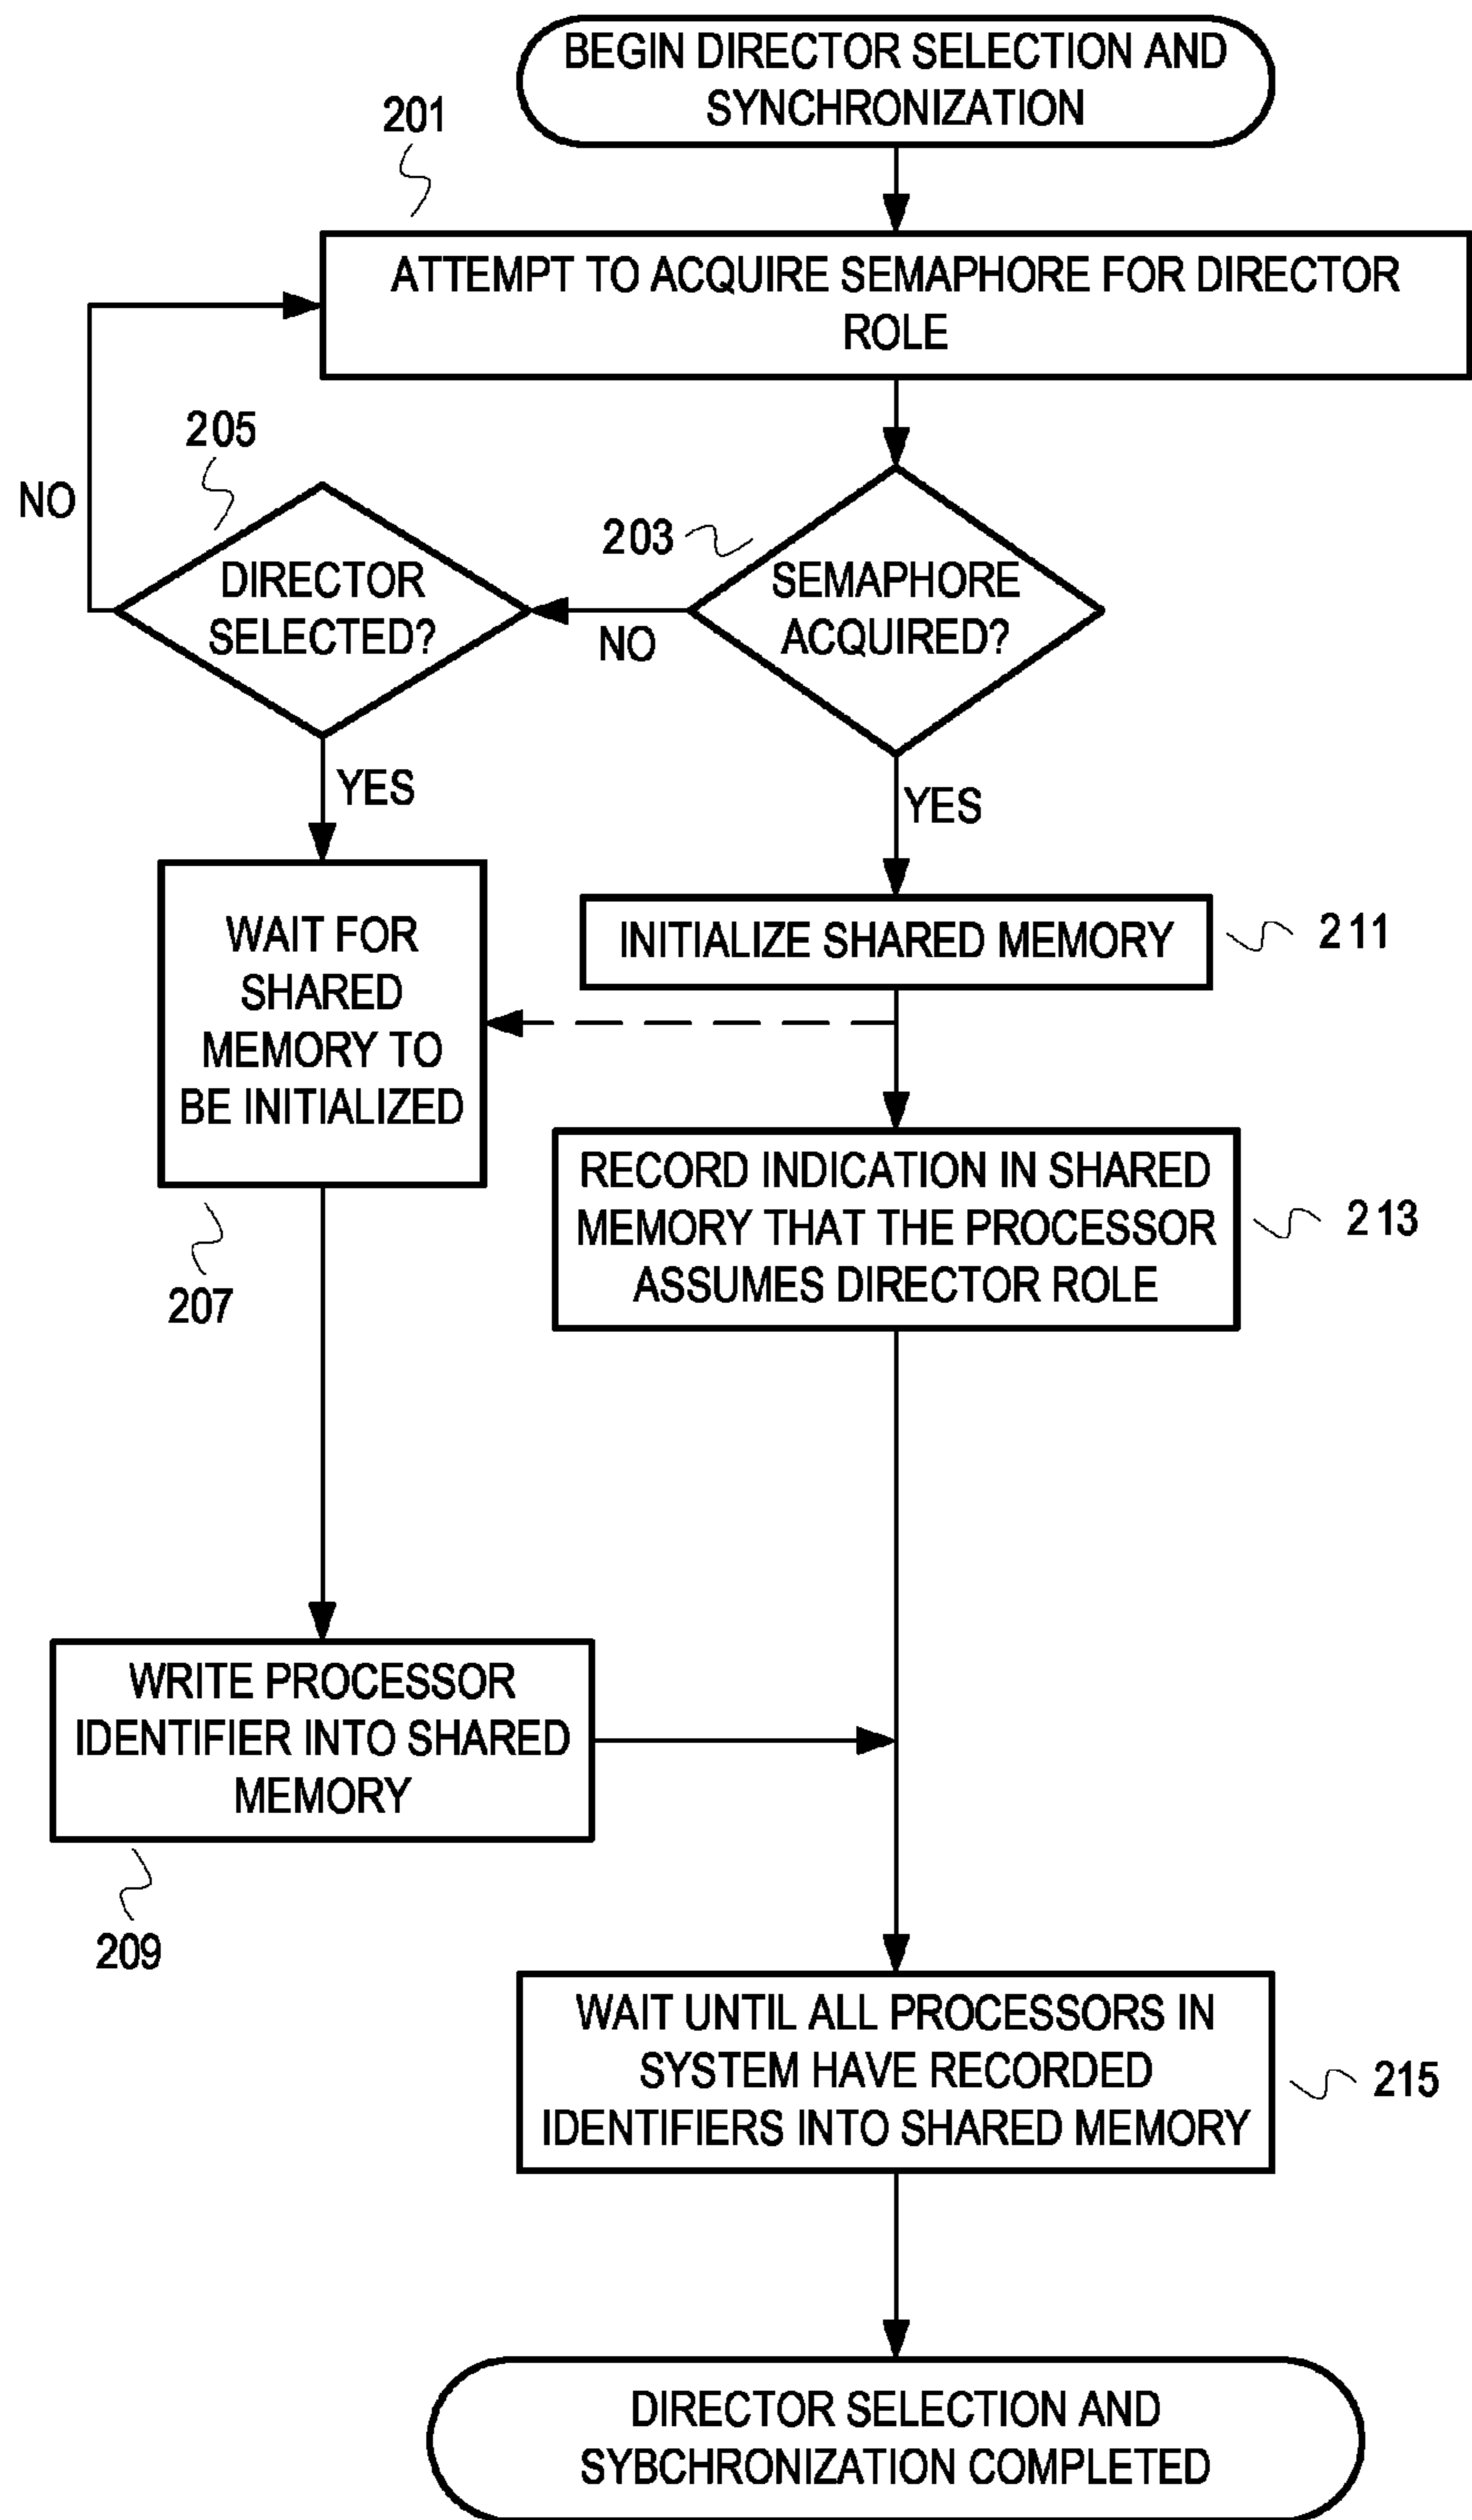 BEGIN DIRECTOR SELECTION AND
SYNCHRONIZATION
201
ATTEMPT TO ACQUIRE SEMAPHORE FOR DIRECTOR
ROLE
205
NO
203
DIRECTOR
SELECTED?
NO
SEMAPHORE
ACQUIRED?
YES
YES
WAIT FOR
SHARED
MEMORY TO
BE INITIALIZED
INITIALIZE SHARED MEMORY
211
RECORD INDICATION IN SHARED
MEMORY THAT THE PROCESSOR
ASSUMES DIRECTOR ROLE
213
207
WRITE PROCESSOR
IDENTIFIER INTO SHARED
MEMORY
209
WAIT UNTIL ALL PROCESSORS IN
SYSTEM HAVE RECORDED
IDENTIFIERS INTO SHARED MEMORY
215
DIRECTOR SELECTION AND
SYBCHRONIZATION COMPLETED